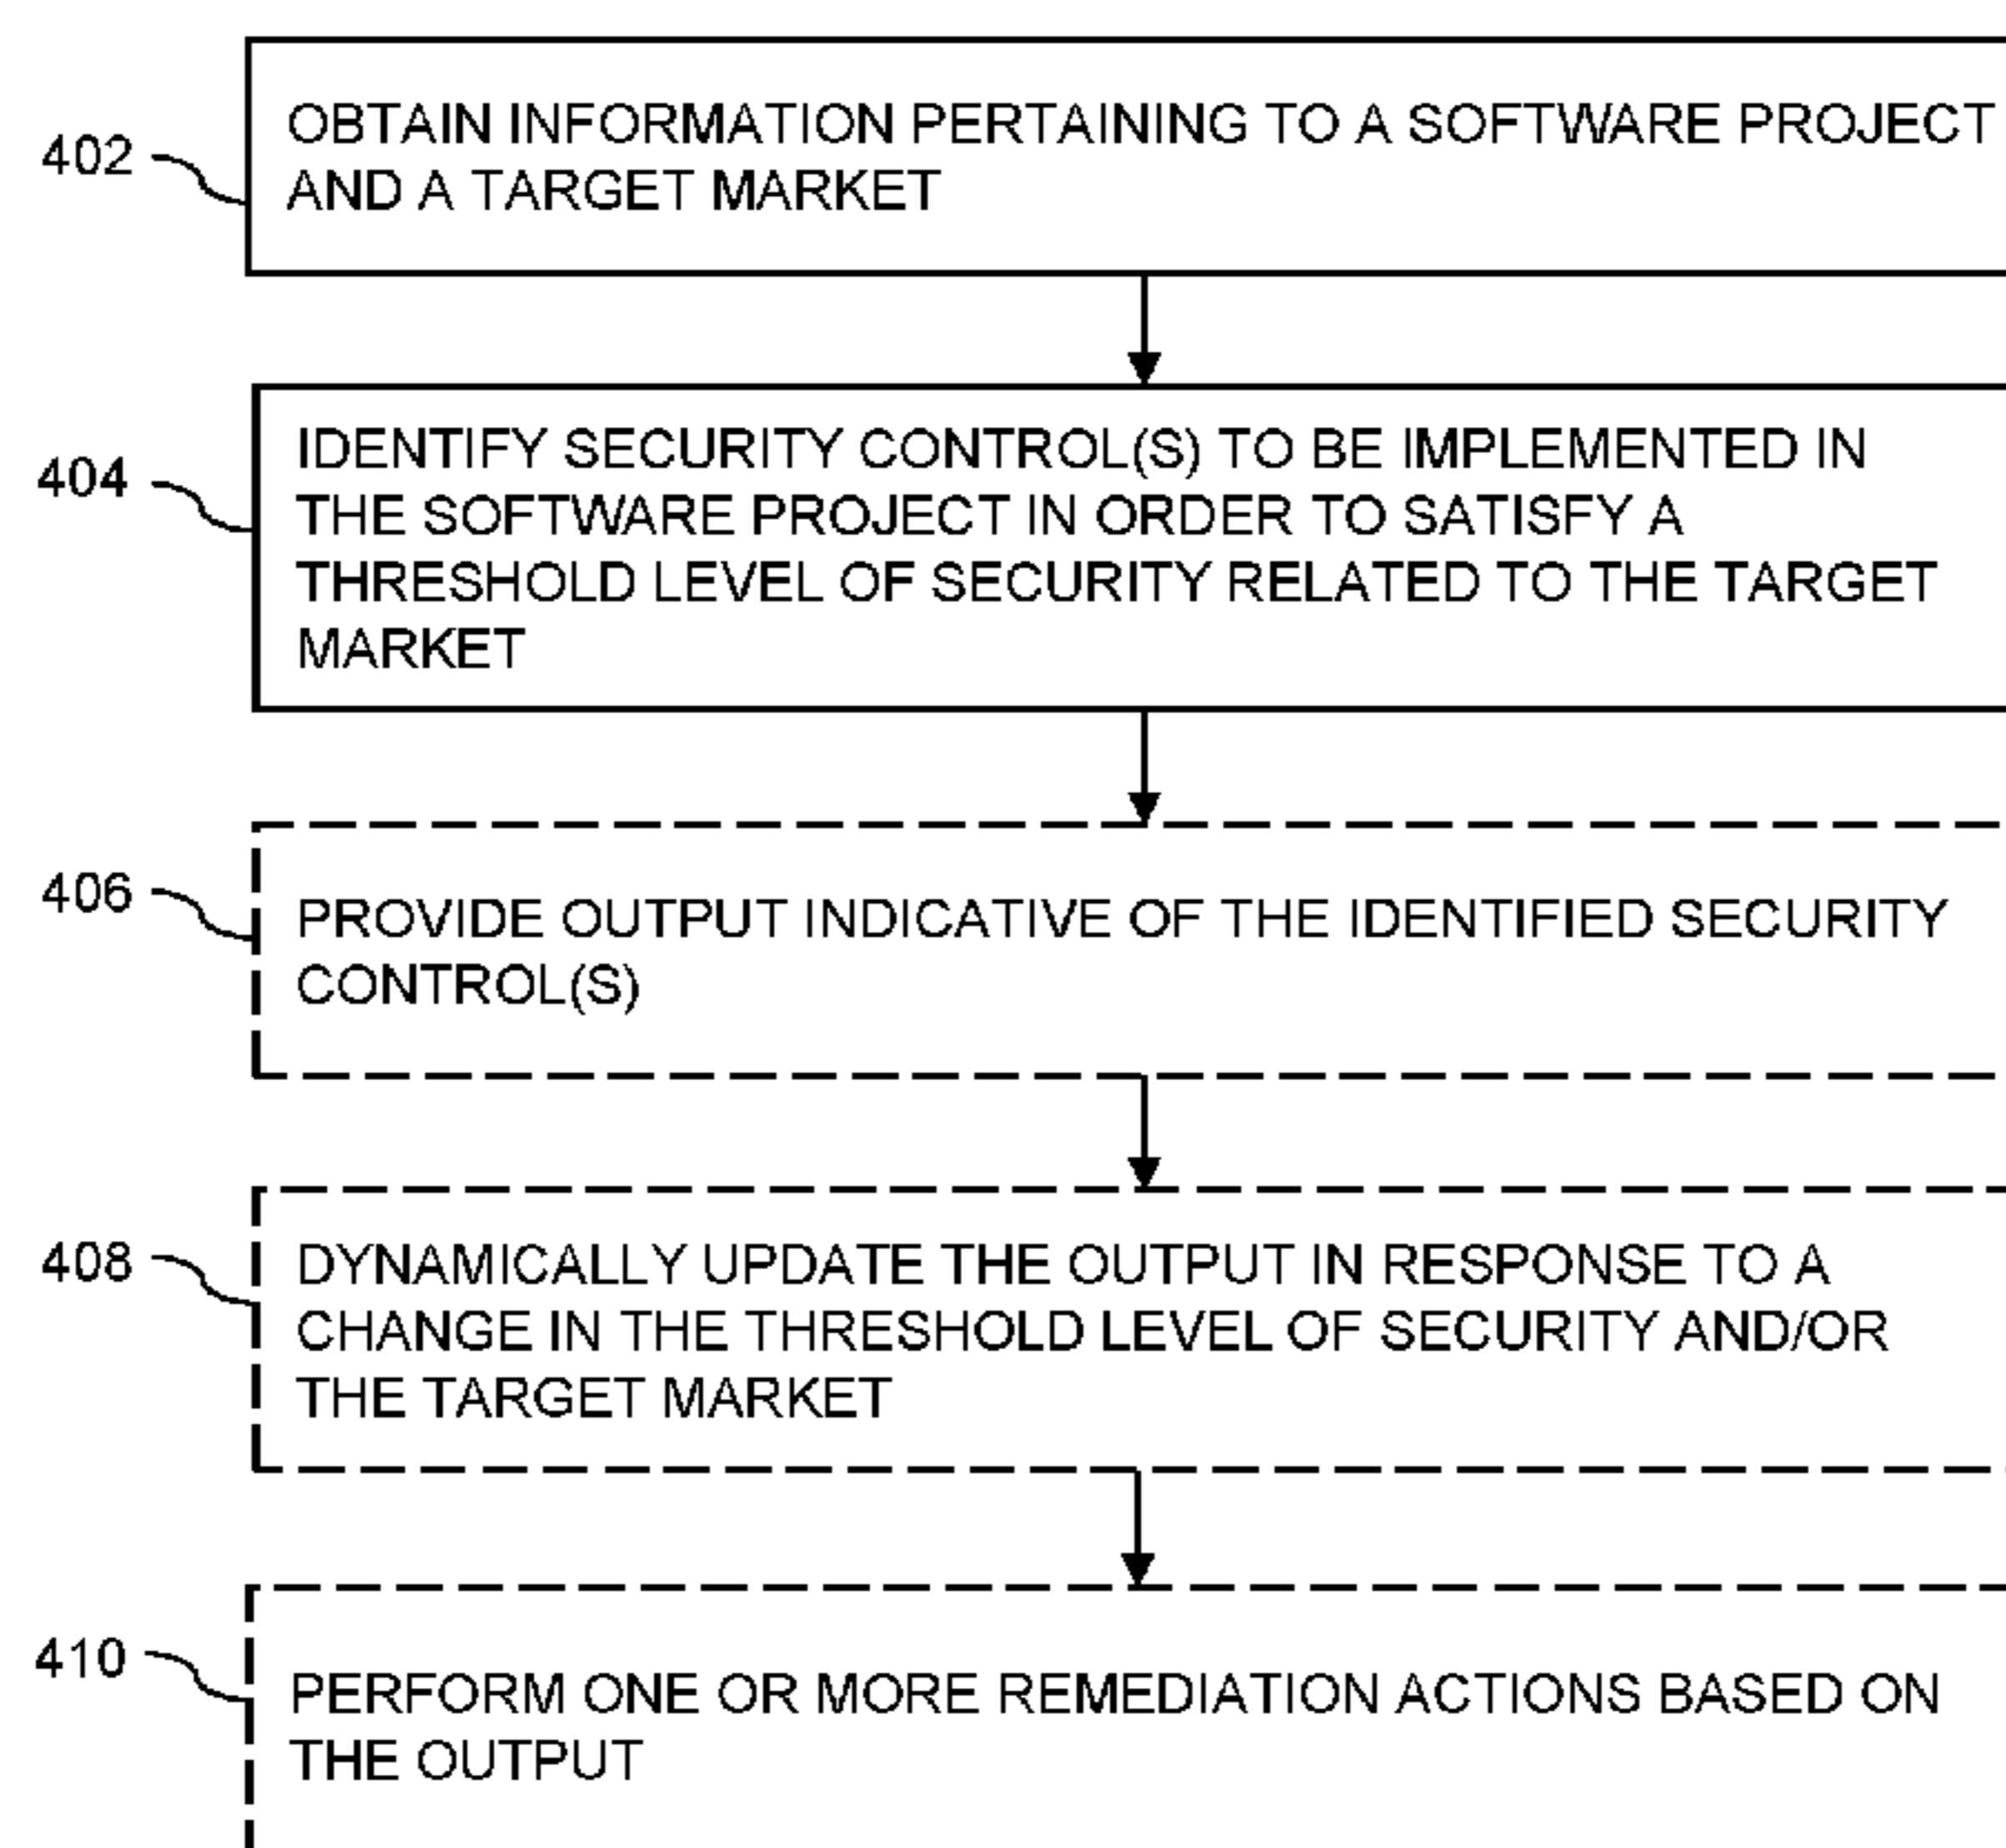 402
OBTAIN INFORMATION PERTAINING TO A SOFTWARE PROJECT
AND A TARGET MARKET
404
IDENTIFY SECURITY CONTROL(S) TO BE IMPLEMENTED IN
THE SOFTWARE PROJECT IN ORDER TO SATISFY A
THRESHOLD LEVEL OF SECURITY RELATED TO THE TARGET
MARKET
406
PROVIDE OUTPUT INDICATIVE OF THE IDENTIFIED SECURITY
CONTROL(S)
408
DYNAMICALLY UPDATE THE OUTPUT IN RESPONSE TO A
CHANGE IN THE THRESHOLD LEVEL OF SECURITY AND/OR
THE TARGET MARKET
410
PERFORM ONE OR MORE REMEDIATION ACTIONS BASED ON
THE OUTPUT